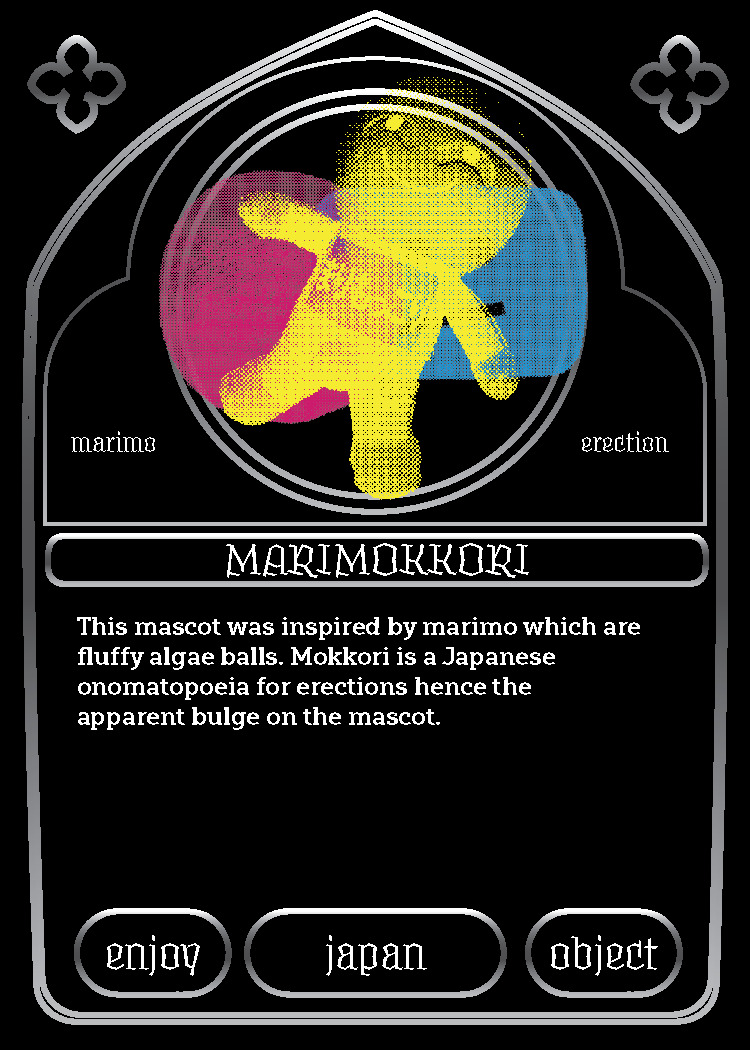 marimo
erection
MARIMOKKORI
This mascot was inspired by marimo which are
fluffy algae balls. Mokkori is a Japanese
onomatopoeia for erections hence the
apparent bulge on the mascot.
enjoy
japan
object